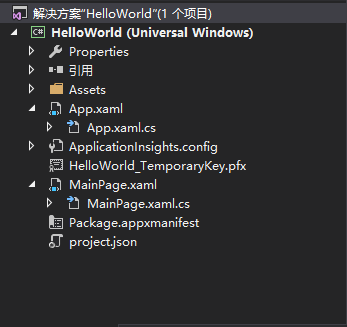 解决方案"HelloWorld"(1 个项目)
C# HelloWorld (Universal Windows)
Properties
引用
Assets
App.xaml
App.xaml.cs
ApplicationInsights.config
HelloWorld_TemporaryKey.pfx
MainPage.xaml
MainPage.xaml.cs
Package.appxmanifest
project.json